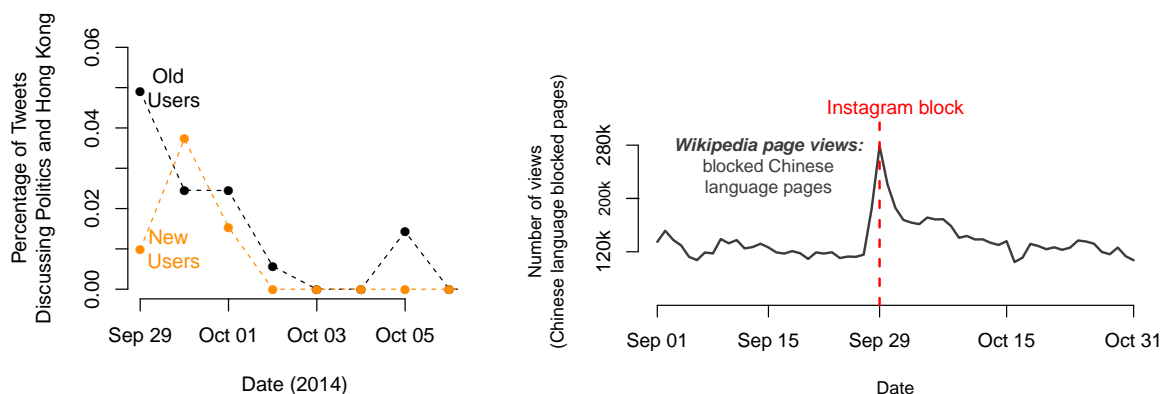 Percentage of Tweets
Discussing Politics and Hong Kong
0.06
0.04
0.02
0.00
Old
Users
New
Users
Sep 29
Oct 01
Oct 03
Oct 05
Date (2014)
Number of views
(Chinese language blocked pages)
280k
200k
120k
Instagram block
Wikipedia page views:
blocked Chinese
language pages
Sep 01
Sep 15
Sep 29
Oct 15
Oct 31
Date